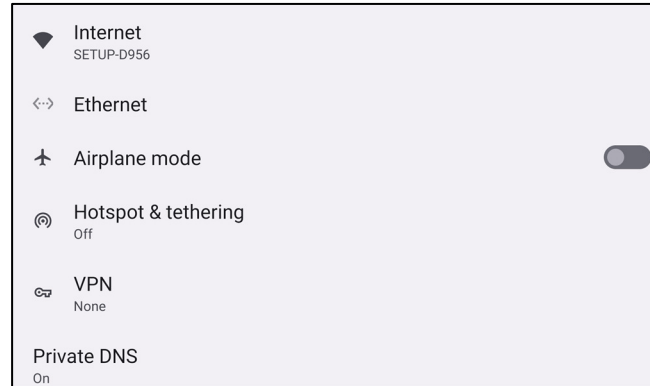 Internet
SETUP-D956
Ethernet
Airplane mode
Hotspot & tethering
Off
VPN
None
Private DNS
On